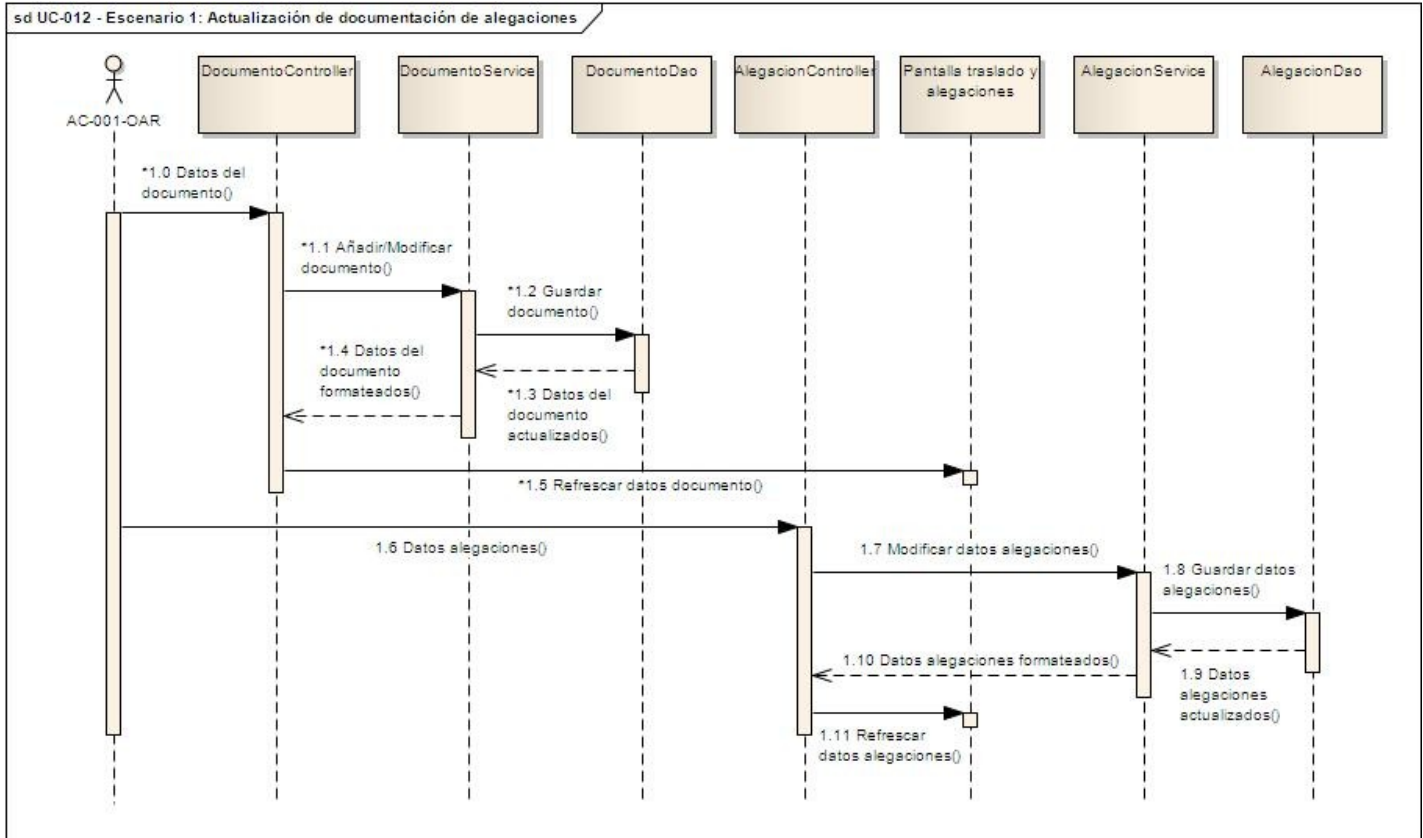 sd UC-012 - Escenario 1: Actualización de documentación de alegaciones
AC-001-OAR
DocumentoController
DocumentoService
DocumentoDao
AlegacionController
Pantalla traslado y
alegaciones
AlegacionService
AlegacionDao
*1.0 Datos del
documento()
*1.1 Añadir/Modificar
documento()
*1.2 Guardar
documento()
*1.4 Datos del
documento
formateados()
*1.3 Datos del
documento
actualizados()
*1.5 Refrescar datos documento()
1.6 Datos alegaciones()
1.7 Modificar datos alegaciones()
1.8 Guardar datos
alegaciones()
1.10 Datos alegaciones formateados()
1.9 Datos
alegaciones
actualizados()
1.11 Refrescar
datos alegaciones()